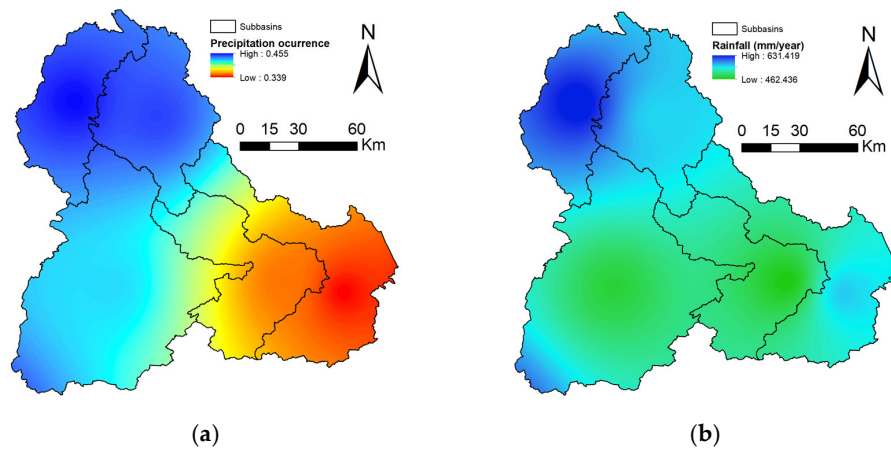 Subbasins
Precipitation ocurrence
High : 0.455
Low : 0.339
N
0 15 30 60
Km
(a)
Subbasins
Rainfall (mm/year)
High : 631.419
Low : 462.436
N
0 15 30 60
Km
(b)